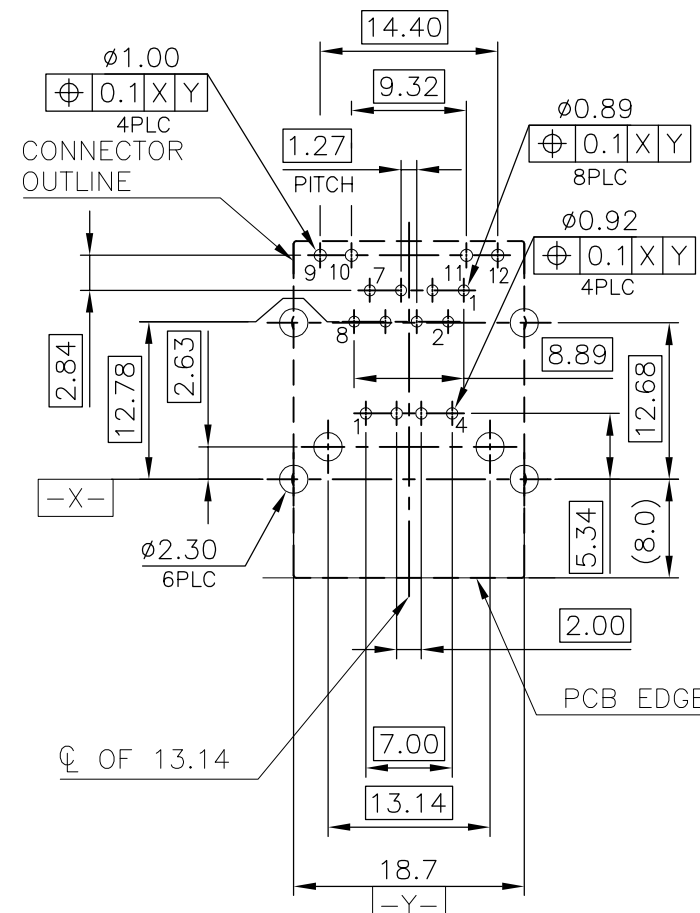 14.40
ø1.00
⌖ 0.1 X Y
4PLC
9.32
ø0.89
⌖ 0.1 X Y
8PLC
CONNECTOR
OUTLINE
1.27
PITCH
ø0.92
⌖ 0.1 X Y
4PLC
9 10 11 12
7 1
8 2
2.84
12.78
2.63
8.89
12.68
1 4
-X-
5.34
(8.0)
ø2.30
6PLC
2.00
PCB EDGE
℄ OF 13.14
7.00
13.14
18.7
-Y-